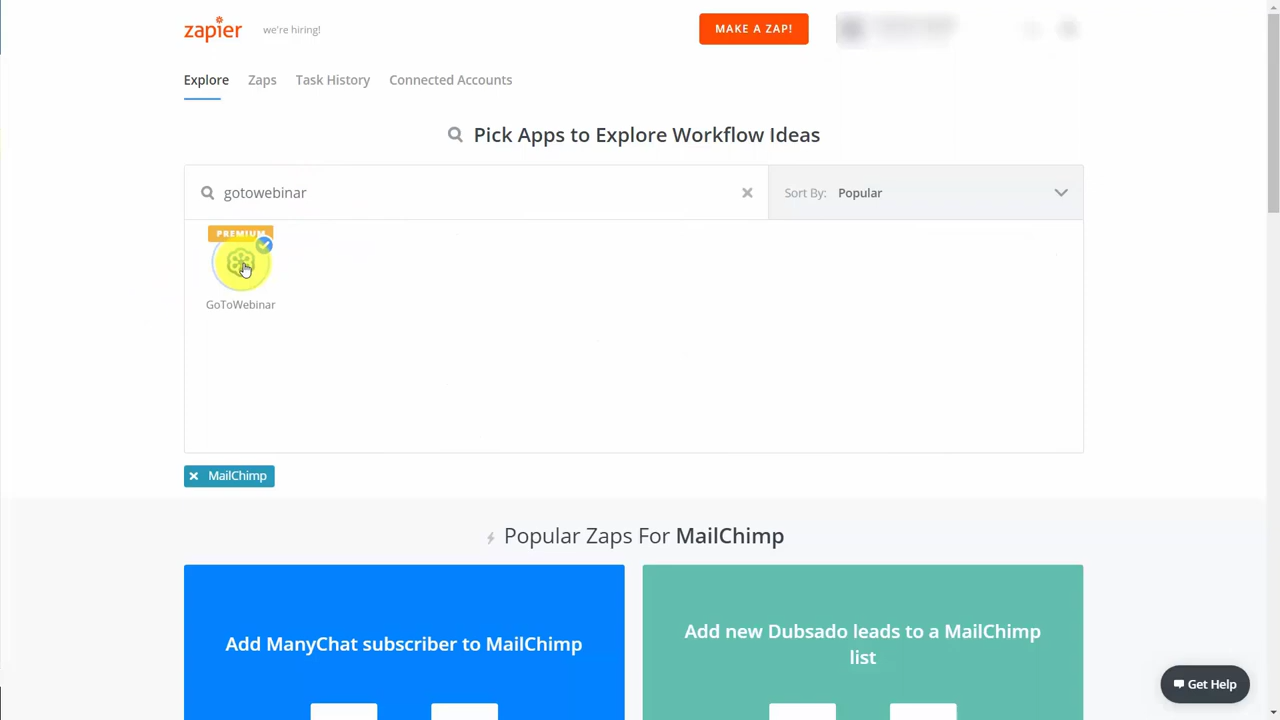 zapier
we're hiring!
MAKE A ZAP!
Explore
Zaps
Task History
Connected Accounts
Pick Apps to Explore Workflow Ideas
gotowebinar
Sort By: Popular
PREMIUM
GoToWebinar
MailChimp
Popular Zaps For MailChimp
Add ManyChat subscriber to MailChimp
Add new Dubsado leads to a MailChimp
list
Get Help